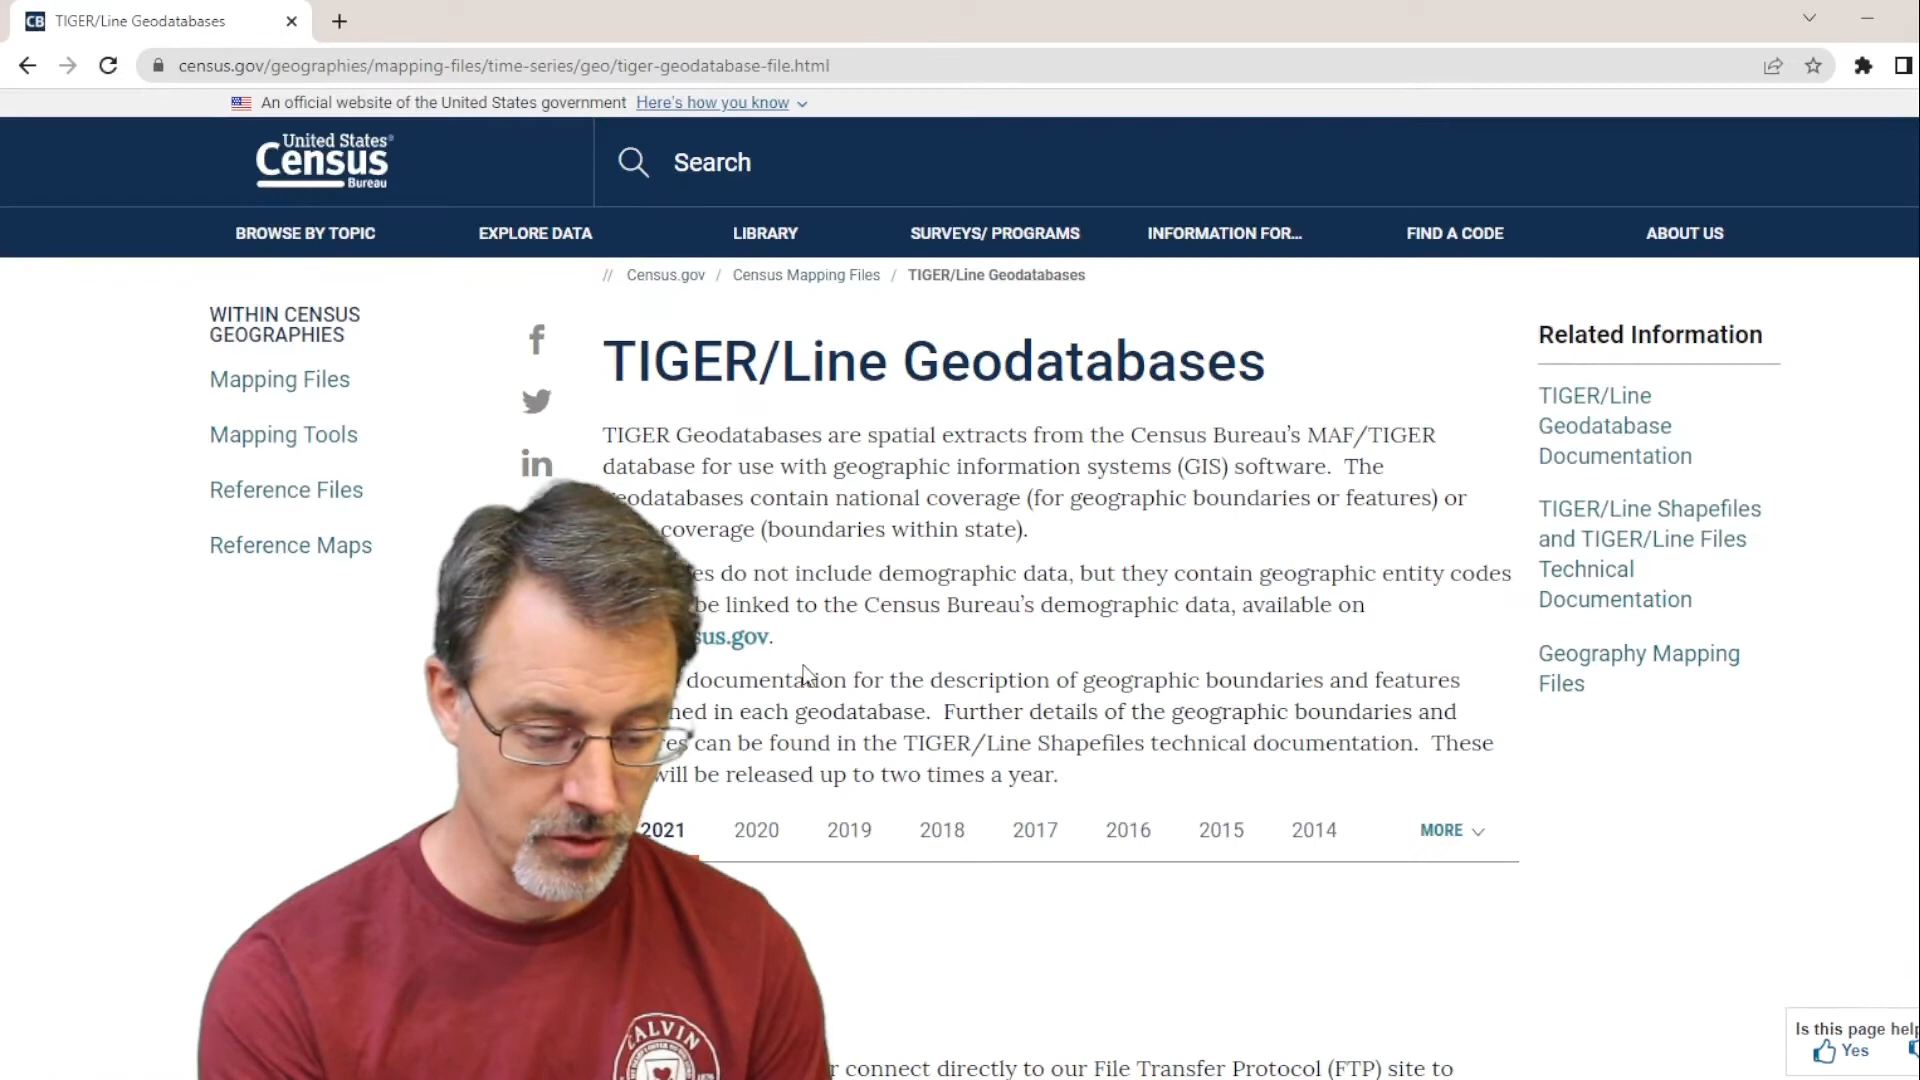 TIGER/Line Geodatabases
census.gov/geographies/mapping-files/time-series/geo/tiger-geodatabase-file.html
An official website of the United States government Here's how you know
United States®
Census
Bureau
Search
BROWSE BY TOPIC EXPLORE DATA LIBRARY SURVEYS/ PROGRAMS INFORMATION FOR... FIND A CODE ABOUT US
// Census.gov / Census Mapping Files / TIGER/Line Geodatabases
WITHIN CENSUS
GEOGRAPHIES
Mapping Files
Mapping Tools
Reference Files
Reference Maps
TIGER/Line Geodatabases
TIGER Geodatabases are spatial extracts from the Census Bureau's MAF/TIGER
database for use with geographic information systems (GIS) software. The
geodatabases contain national coverage (for geographic boundaries or features) or
coverage (boundaries within state).
do not include demographic data, but they contain geographic entity codes
be linked to the Census Bureau's demographic data, available on
sus.gov.
documentation for the description of geographic boundaries and features
in each geodatabase. Further details of the geographic boundaries and
can be found in the TIGER/Line Shapefiles technical documentation. These
will be released up to two times a year.
2021 2020 2019 2018 2017 2016 2015 2014 MORE
connect directly to our File Transfer Protocol (FTP) site to
Related Information
TIGER/Line
Geodatabase
Documentation
TIGER/Line Shapefiles
and TIGER/Line Files
Technical
Documentation
Geography Mapping
Files
Is this page help
Yes
CALVIN